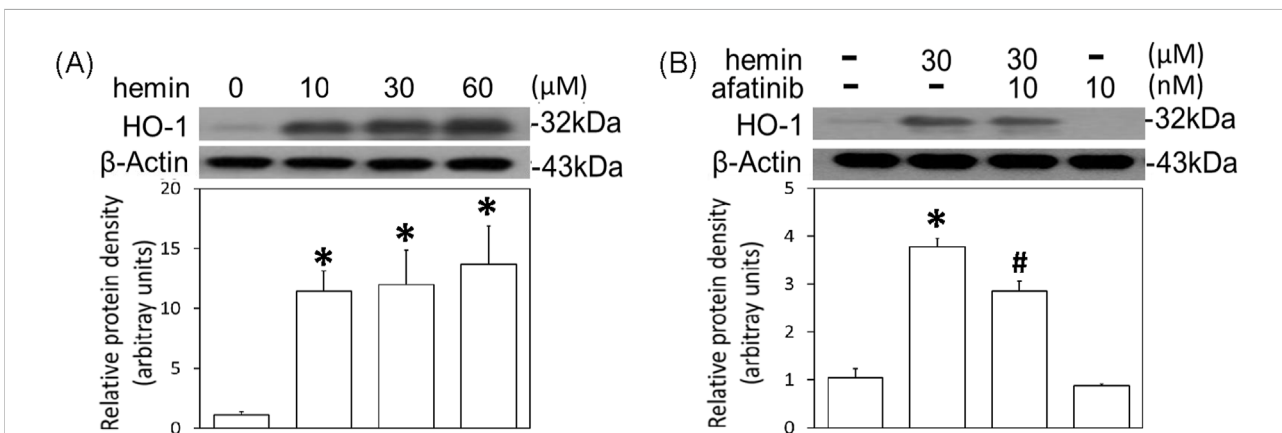 (A)
hemin 0 10 30 60 (μM)
HO-1 -32kDa
β-Actin -43kDa
Relative protein density
(arbitray units)
20
15
10
5
0
* * *
(B)
hemin - 30 30 - (μM)
afatinib - - 10 10 (nM)
HO-1 -32kDa
β-Actin -43kDa
Relative protein density
(arbitray units)
5
4
3
2
1
0
* #